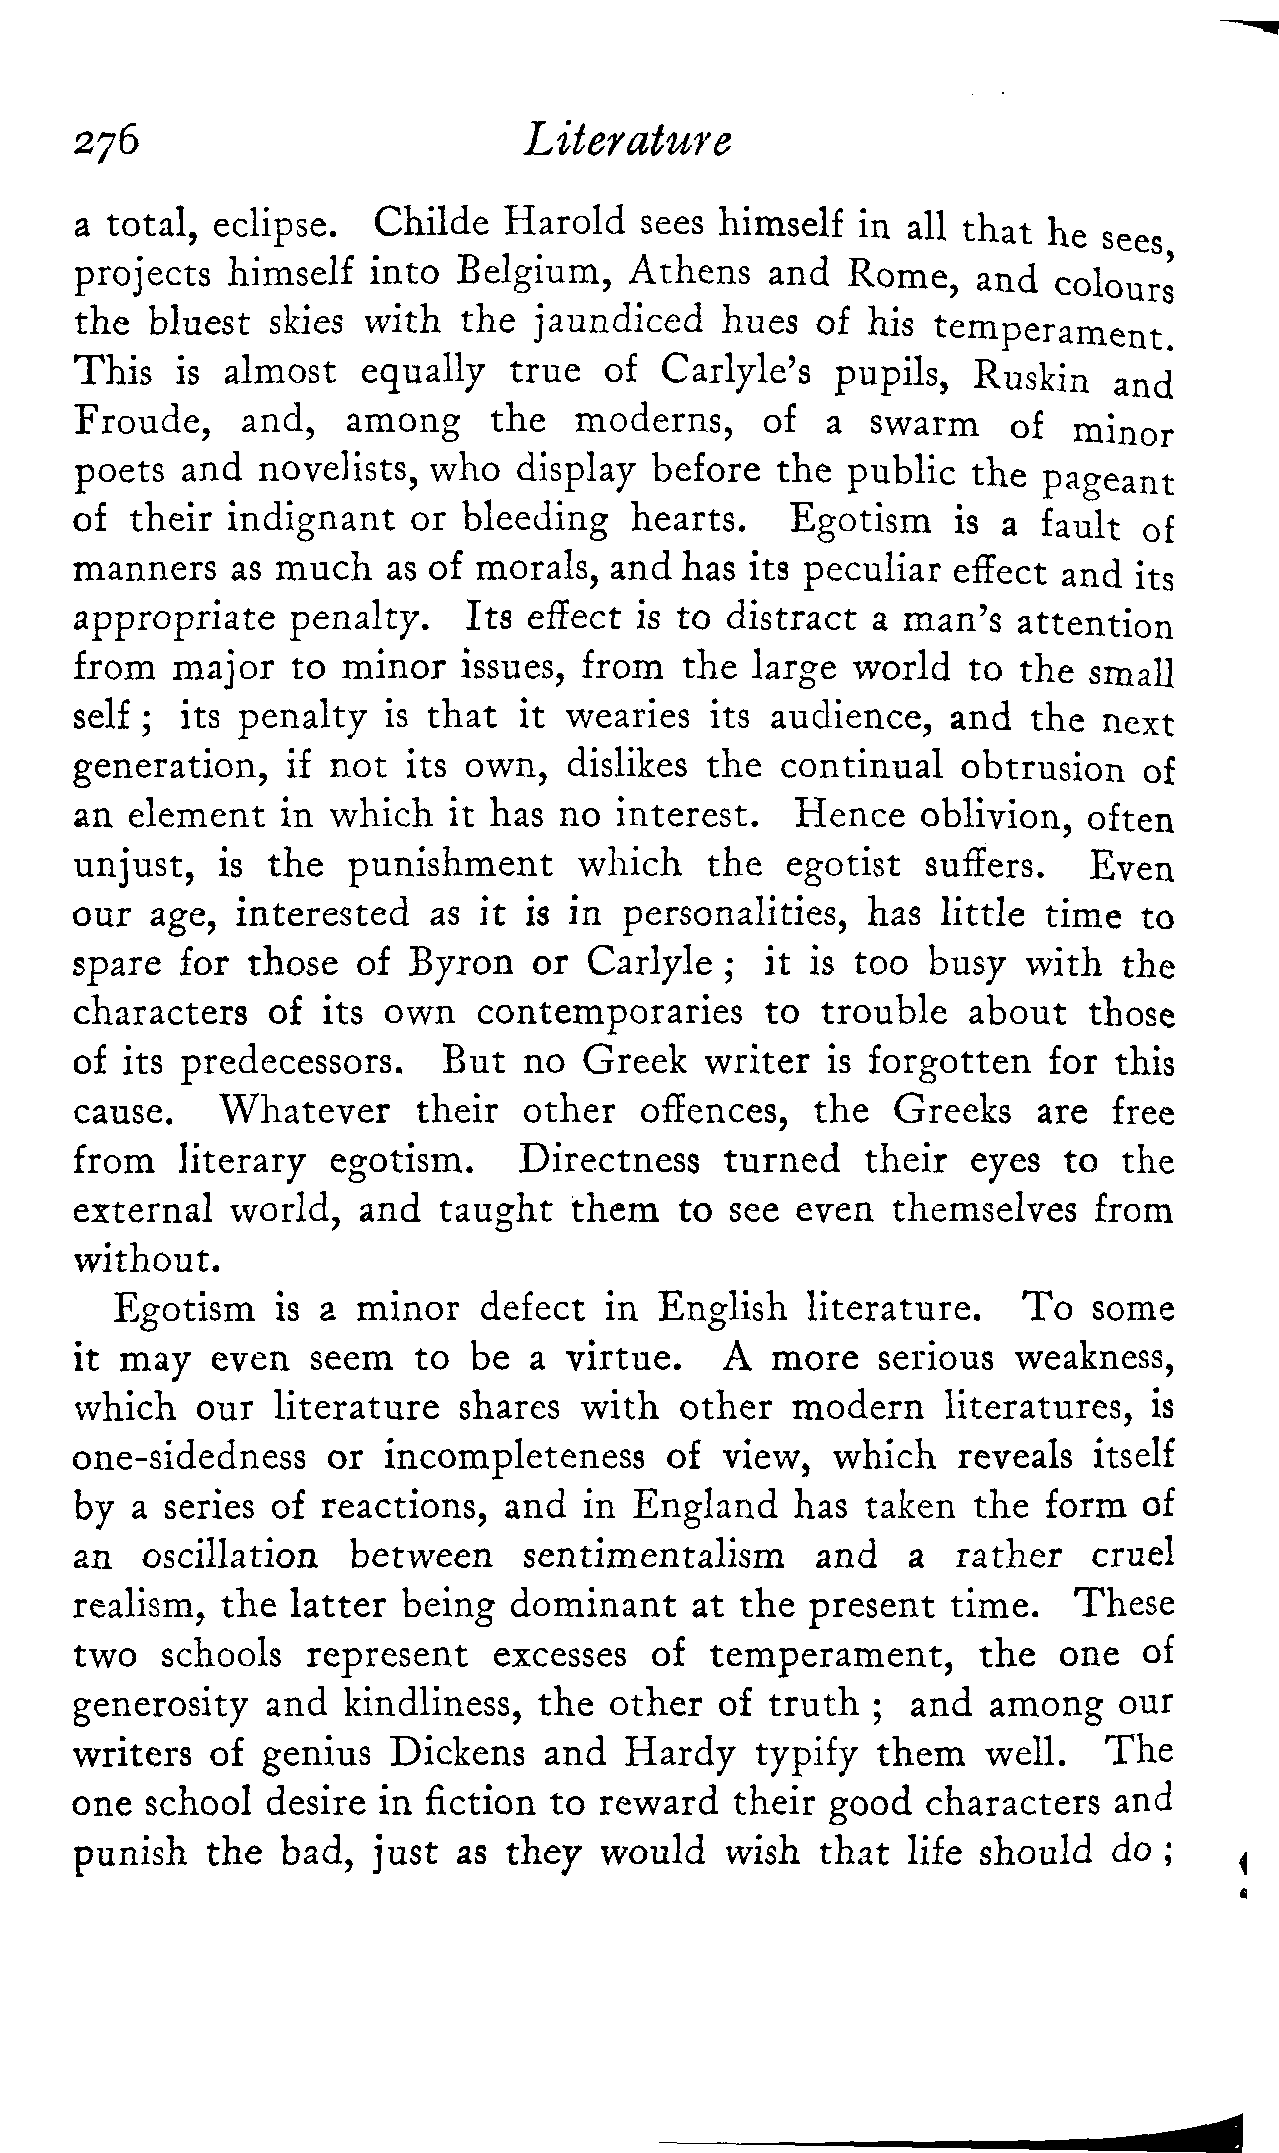 276 Literature
a total, eclipse. Childe Harold sees himself in all that he sees,
projects himself into Belgium, Athens and Rome, and colours
the bluest skies with the jaundiced hues of his temperament.
This is almost equally true of Carlyle's pupils, Ruskin and
Froude, and, among the moderns, of a swarm of minor
poets and novelists, who display before the public the pageant
of their indignant or bleeding hearts. Egotism is a fault of
manners as much as of morals, and has its peculiar effect and its
appropriate penalty. Its effect is to distract a man's attention
from major to minor issues, from the large world to the small
self ; its penalty is that it wearies its audience, and the next
generation, if not its own, dislikes the continual obtrusion of
an element in which it has no interest. Hence oblivion, often
unjust, is the punishment which the egotist suffers. Even
our age, interested as it is in personalities, has little time to
spare for those of Byron or Carlyle ; it is too busy with the
characters of its own contemporaries to trouble about those
of its predecessors. But no Greek writer is forgotten for this
cause. Whatever their other offences, the Greeks are free
from literary egotism. Directness turned their eyes to the
external world, and taught them to see even themselves from
without.
Egotism is a minor defect in English literature. To some
it may even seem to be a virtue. A more serious weakness,
which our literature shares with other modern literatures, is
one-sidedness or incompleteness of view, which reveals itself
by a series of reactions, and in England has taken the form of
an oscillation between sentimentalism and a rather cruel
realism, the latter being dominant at the present time. These
two schools represent excesses of temperament, the one of
generosity and kindliness, the other of truth ; and among our
writers of genius Dickens and Hardy typify them well. The
one school desire in fiction to reward their good characters and
punish the bad, just as they would wish that life should do ;